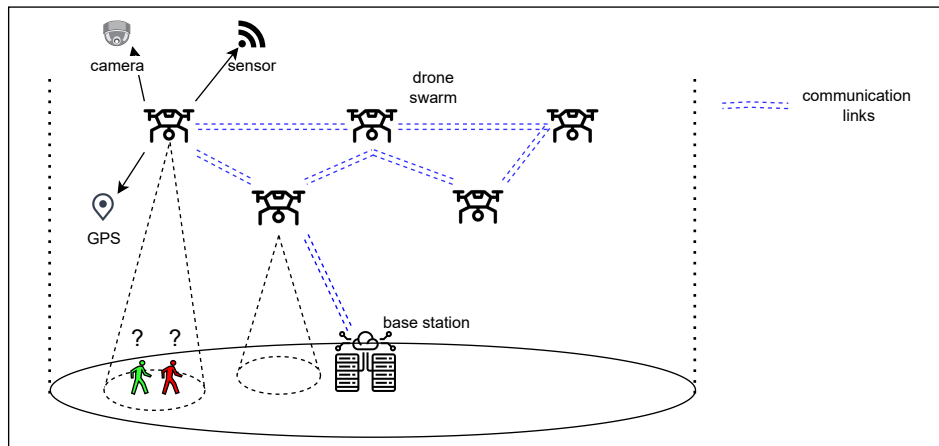 camera
sensor
drone
swarm
communication
links
GPS
base station
? ?